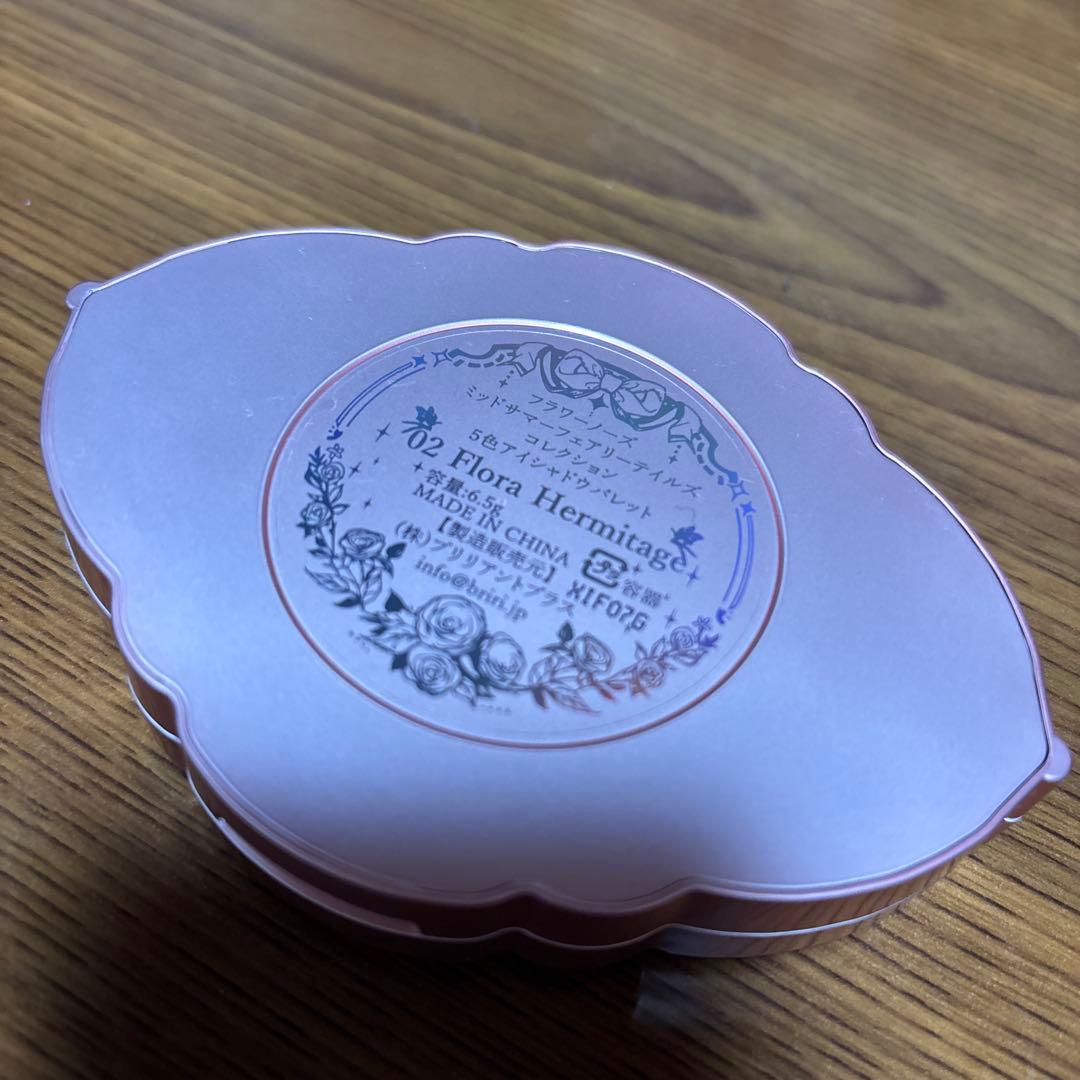 フラワーノーズ
ミッドサマーフェアリーテイルズ
コレクション
5色アイシャドウパレット
02 Flora Hermitage
容量:6.5g
MADE IN CHINA
【製造販売元】
(株)ブリリアントプラス
info@briri.jp
容器
XIF07G